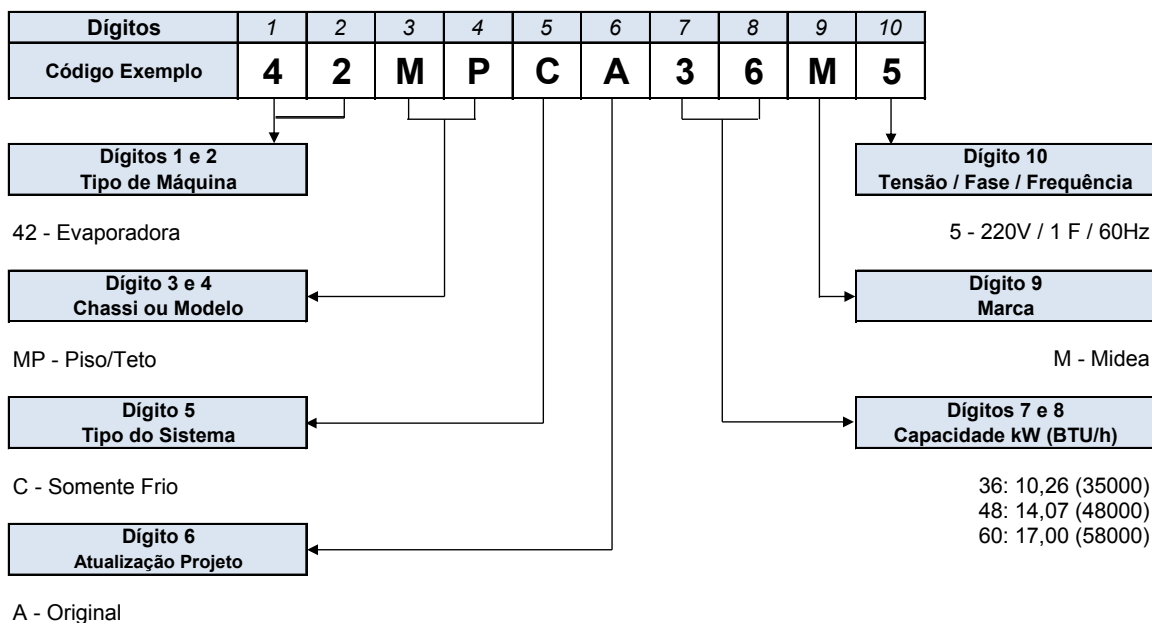 Dígitos 1 2 3 4 5 6 7 8 9 10
Código Exemplo 4 2 M P C A 3 6 M 5
Dígitos 1 e 2
Tipo de Máquina
42 - Evaporadora
Dígito 3 e 4
Chassi ou Modelo
MP - Piso/Teto
Dígito 5
Tipo do Sistema
C - Somente Frio
Dígito 6
Atualização Projeto
A - Original
Dígito 10
Tensão / Fase / Frequência
5 - 220V / 1 F / 60Hz
Dígito 9
Marca
M - Midea
Dígitos 7 e 8
Capacidade kW (BTU/h)
36: 10,26 (35000)
48: 14,07 (48000)
60: 17,00 (58000)